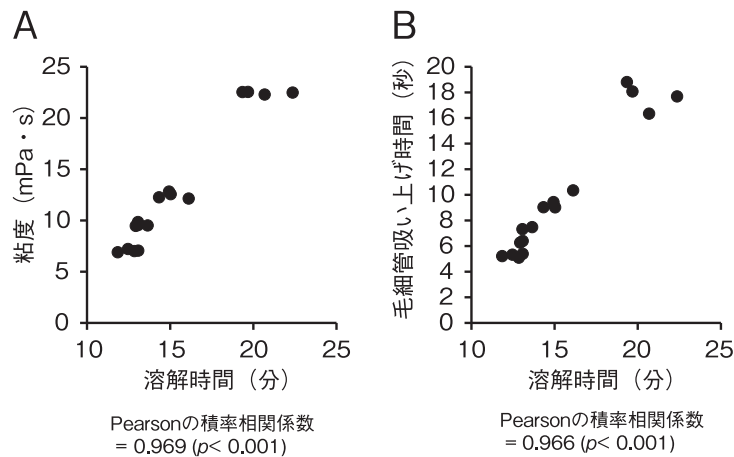 A
粘度（mPa・s）
25
20
15
10
5
0
10 15 20 25
溶解時間（分）
Pearsonの積率相関係数
= 0.969 (p< 0.001)
B
毛細管吸い上げ時間（秒）
20
18
16
14
12
10
8
6
4
2
0
10 15 20 25
溶解時間（分）
Pearsonの積率相関係数
= 0.966 (p< 0.001)